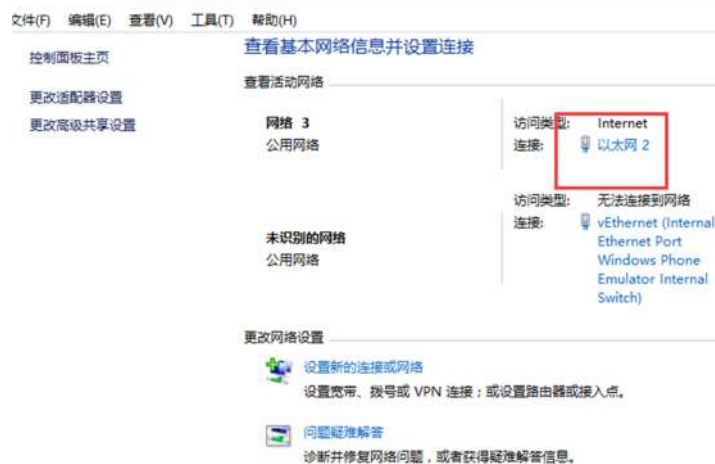 文件(F) 编辑(E) 查看(V) 工具(T) 帮助(H)
控制面板主页
更改适配器设置
更改高级共享设置
查看基本网络信息并设置连接
查看活动网络
网络 3
公用网络
访问类型: Internet
连接: 以太网 2
未识别的网络
公用网络
访问类型: 无法连接到网络
连接: vEthernet (Internal
Ethernet Port
Windows Phone
Emulator Internal
Switch)
更改网络设置
设置新的连接或网络
设置宽带、拨号或 VPN 连接；或设置路由器或接入点。
问题疑难解答
诊断并修复网络问题，或者获得疑难解答信息。